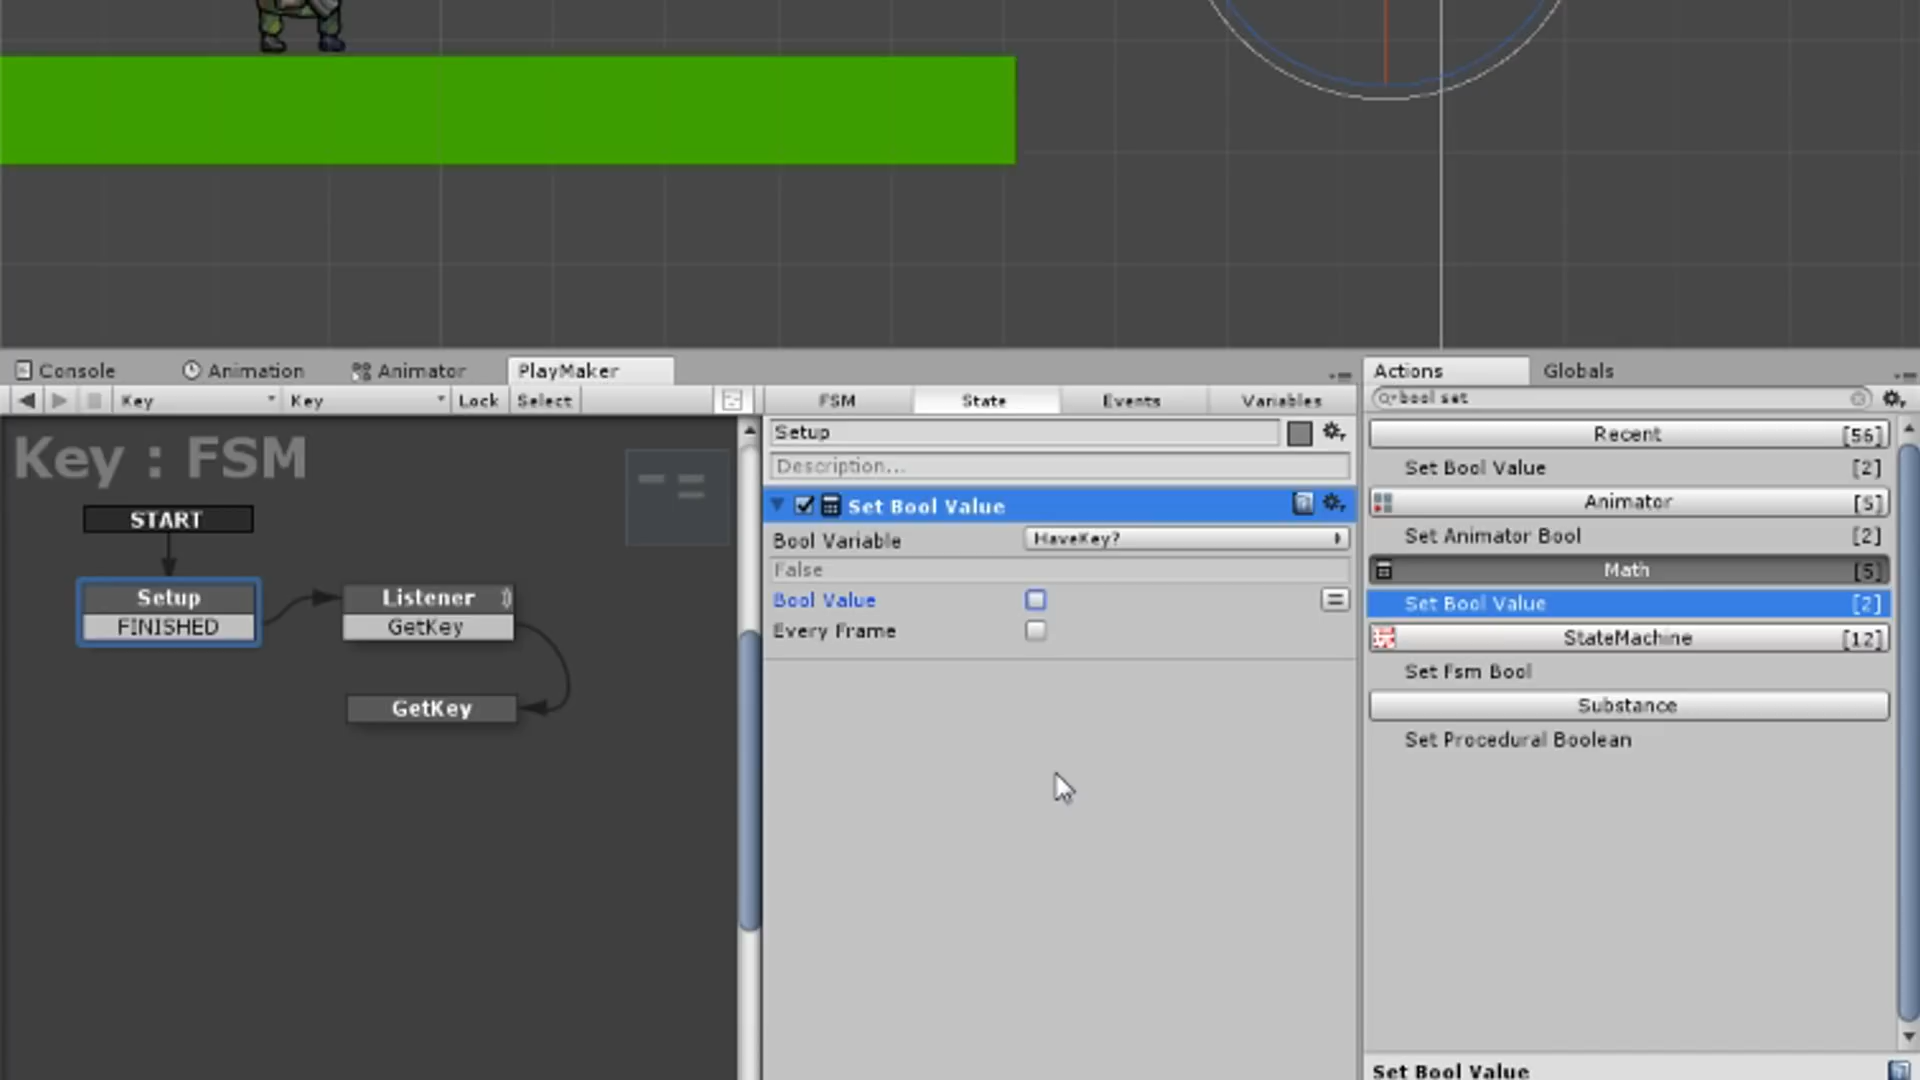 Console Animation Animator PlayMaker Actions Globals
Key Key Lock Select FSM State Events Variables bool set
Key : FSM
START
Setup
FINISHED
Listener
GetKey
GetKey
Setup
Description...
Set Bool Value
Bool Variable HaveKey?
False
Bool Value
Every Frame
Recent [56]
Set Bool Value [2]
Animator [5]
Set Animator Bool [2]
Math [5]
Set Bool Value [2]
StateMachine [12]
Set Fsm Bool
Substance
Set Procedural Boolean
Set Bool Value